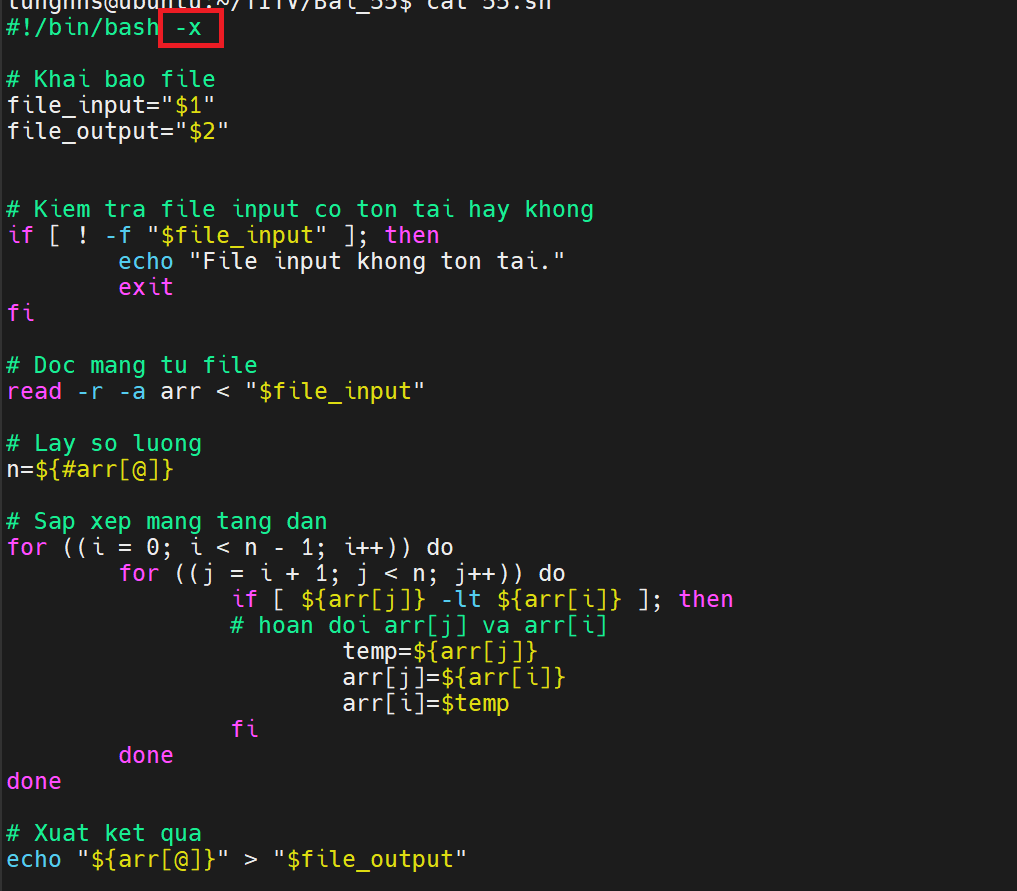 tunghhs@ubuntu:~/TITV/Bai_55$ cat 55.sh
#!/bin/bash -x
# Khai bao file
file_input="$1"
file_output="$2"
# Kiem tra file input co ton tai hay khong
if [ ! -f "$file_input" ]; then
echo "File input khong ton tai."
exit
fi
# Doc mang tu file
read -r -a arr < "$file_input"
# Lay so luong
n=${#arr[@]}
# Sap xep mang tang dan
for ((i = 0; i < n - 1; i++)) do
for ((j = i + 1; j < n; j++)) do
if [ ${arr[j]} -lt ${arr[i]} ]; then
# hoan doi arr[j] va arr[i]
temp=${arr[j]}
arr[j]=${arr[i]}
arr[i]=$temp
fi
done
done
# Xuat ket qua
echo "${arr[@]}" > "$file_output"